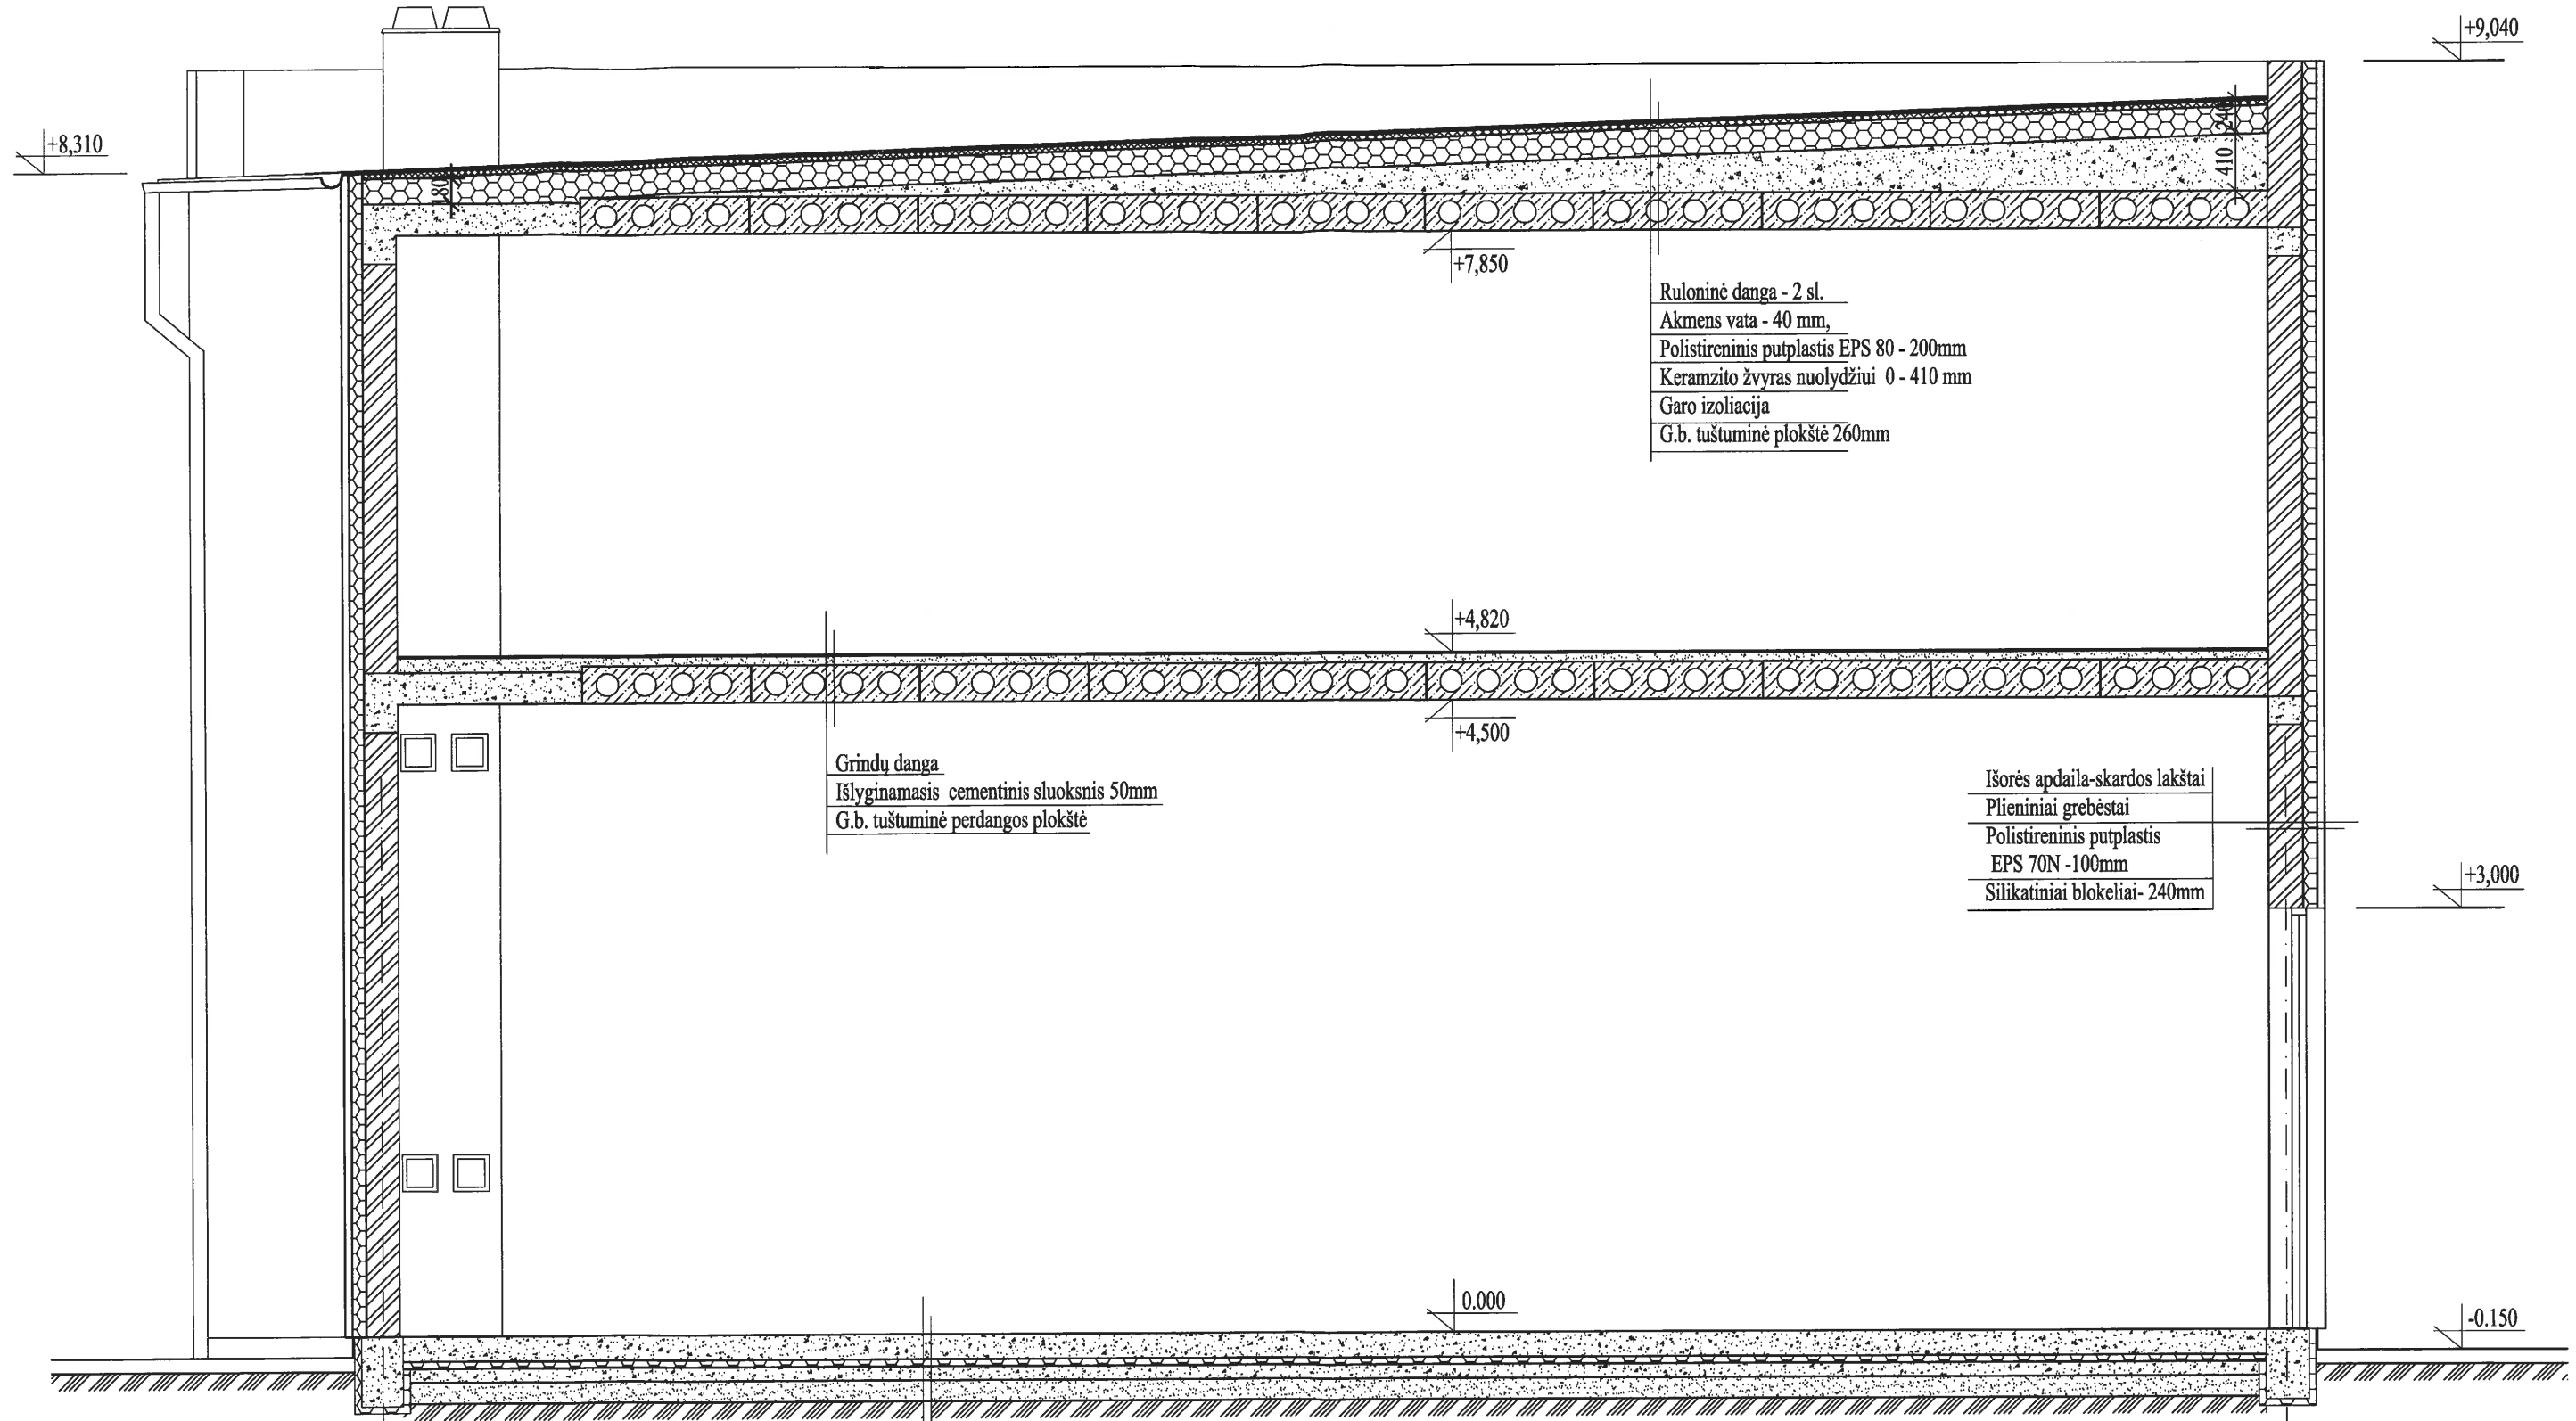 +9,040
+8,310
180
240
410
+7,850
Ruloninė danga - 2 sl.
Akmens vata - 40 mm,
Polistireninis putplastis EPS 80 - 200mm
Keramzito žvyras nuolydžiui 0 - 410 mm
Garo izoliacija
G.b. tuštuminė plokštė 260mm
+4,820
+4,500
Grindų danga
Išlyginamasis cementinis sluoksnis 50mm
G.b. tuštuminė perdangos plokštė
Išorės apdaila-skardos lakštai
Plieniniai grebėstai
Polistireninis putplastis
EPS 70N -100mm
Silikatiniai blokeliai- 240mm
+3,000
0.000
-0.150